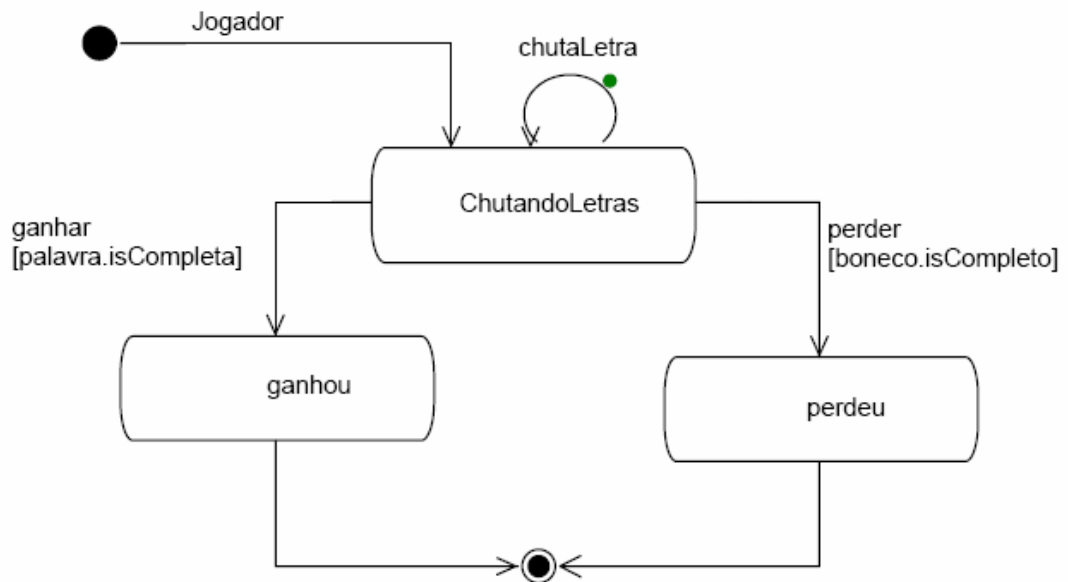 Jogador
chutaLetra
ChutandoLetras
ganhar
[palavra.isCompleta]
perder
[boneco.isCompleto]
ganhou
perdeu